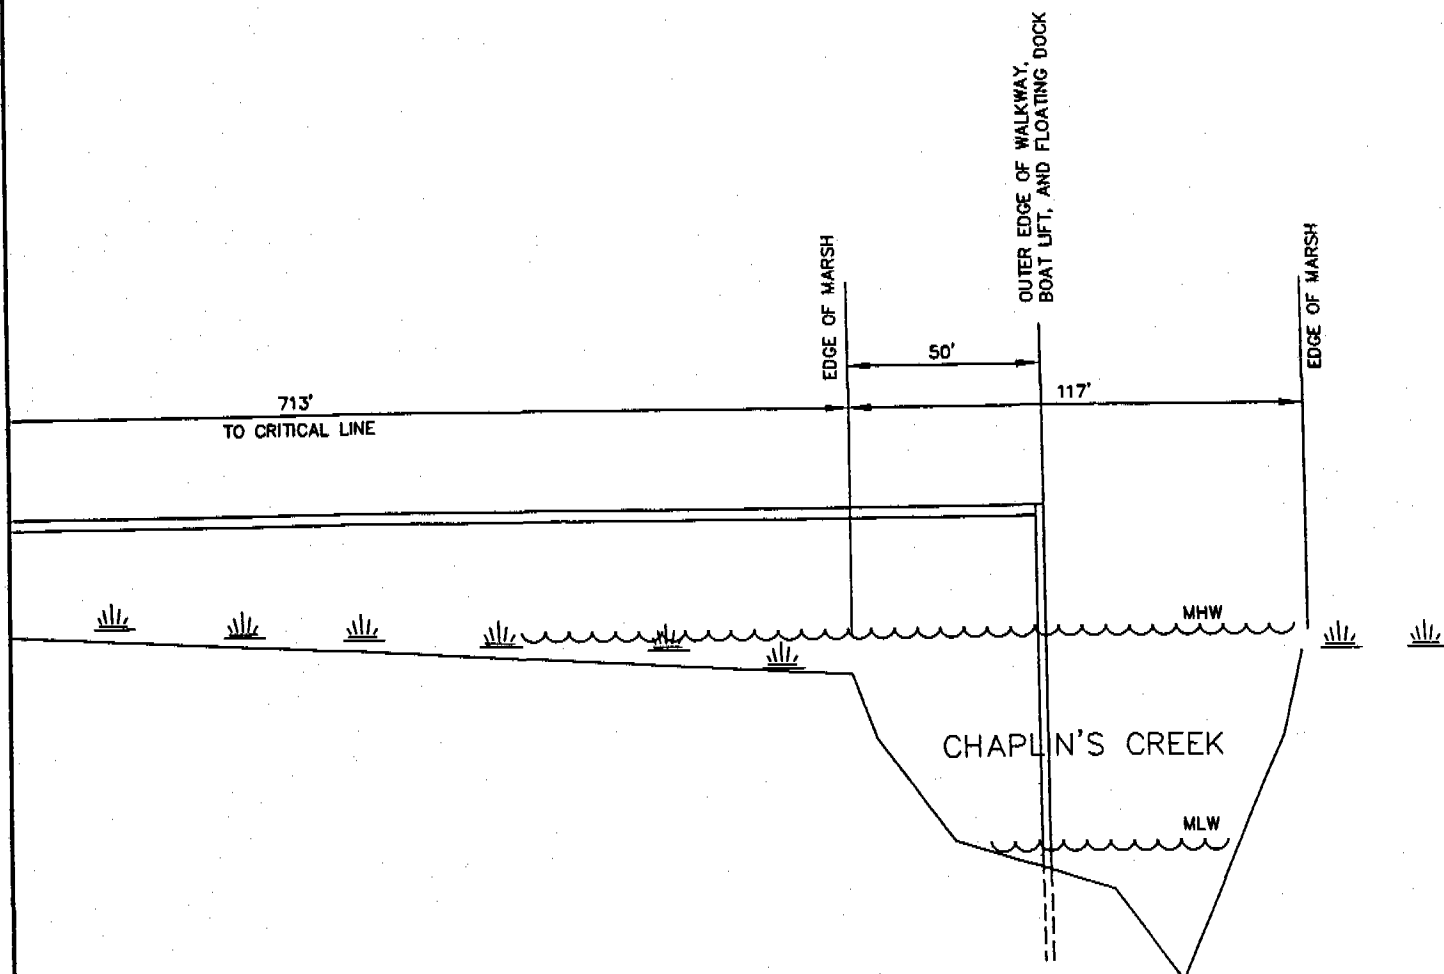 OUTER EDGE OF WALKWAY,
BOAT LIFT, AND FLOATING DOCK
EDGE OF MARSH
EDGE OF MARSH
50'
117'
713'
TO CRITICAL LINE
MHW
CHAPLIN'S CREEK
MLW